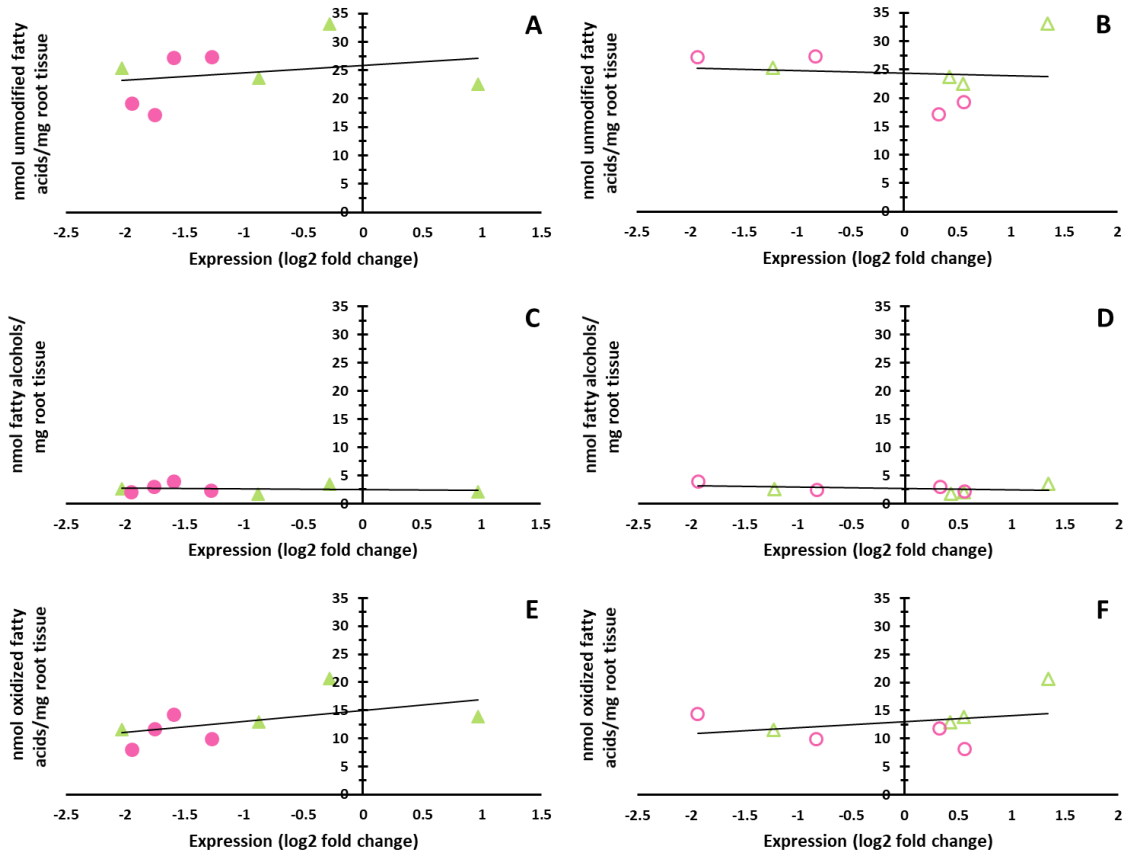 A
nmol unmodified fatty
acids/mg root tissue
35
30
25
20
15
10
5
0
-2.5 -2 -1.5 -1 -0.5 0 0.5 1 1.5
Expression (log2 fold change)
B
nmol unmodified fatty
acids/mg root tissue
35
30
25
20
15
10
5
0
-2.5 -2 -1.5 -1 -0.5 0 0.5 1 1.5 2
Expression (log2 fold change)
C
nmol fatty alcohols/
mg root tissue
35
30
25
20
15
10
5
0
-2.5 -2 -1.5 -1 -0.5 0 0.5 1 1.5
Expression (log2 fold change)
D
nmol fatty alcohols/
mg root tissue
35
30
25
20
15
10
5
0
-2.5 -2 -1.5 -1 -0.5 0 0.5 1 1.5 2
Expression (log2 fold change)
E
nmol oxidized fatty
acids/mg root tissue
35
30
25
20
15
10
5
0
-2.5 -2 -1.5 -1 -0.5 0 0.5 1 1.5
Expression (log2 fold change)
F
nmol oxidized fatty
acids/mg root tissue
35
30
25
20
15
10
5
0
-2.5 -2 -1.5 -1 -0.5 0 0.5 1 1.5 2
Expression (log2 fold change)